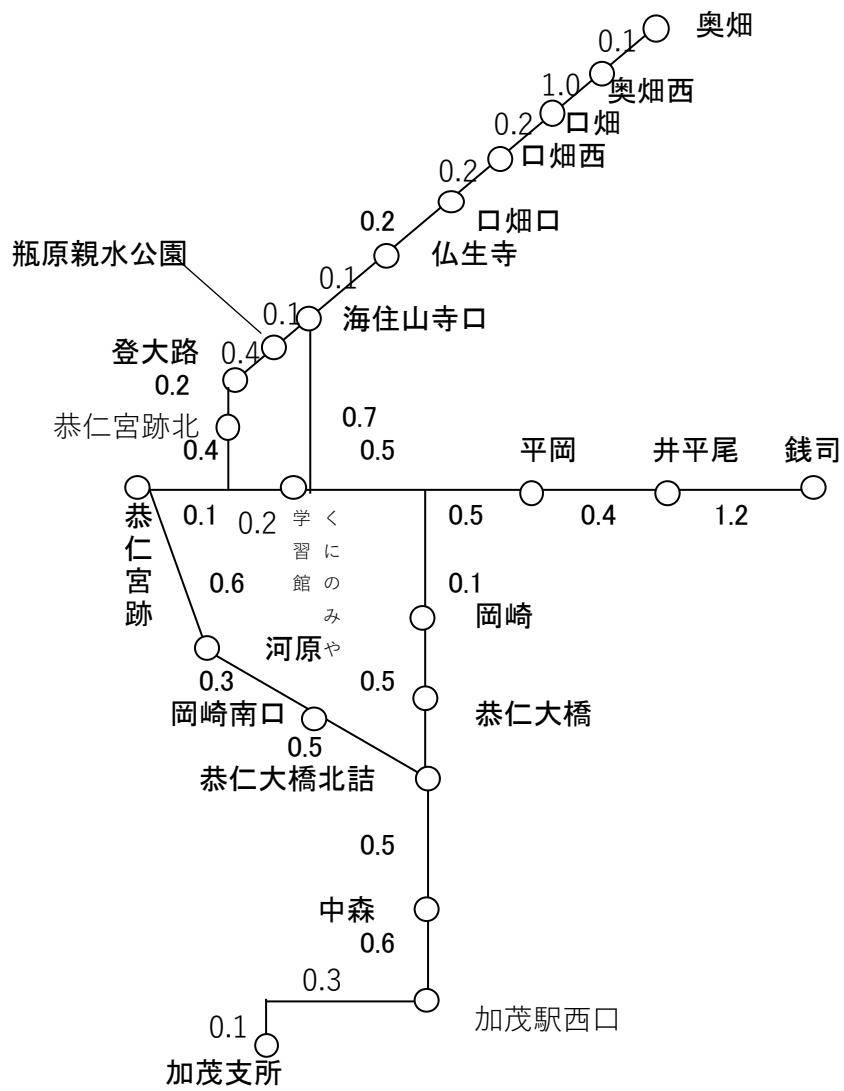 奥畑
0.1
奥畑西
1.0
口畑
0.2
口畑西
0.2
口畑口
0.2
仏生寺
瓶原親水公園
0.1
海住山寺口
0.1
登大路
0.4
0.2
恭仁宮跡北
0.7
0.4
0.5
平岡
井平尾
銭司
恭仁宮跡
0.1
0.2
くにのみや
学習館
0.5
0.4
1.2
0.6
0.1
岡崎
河原
0.3
0.5
岡崎南口
恭仁大橋
0.5
恭仁大橋北詰
0.5
中森
0.6
0.3
加茂駅西口
0.1
加茂支所